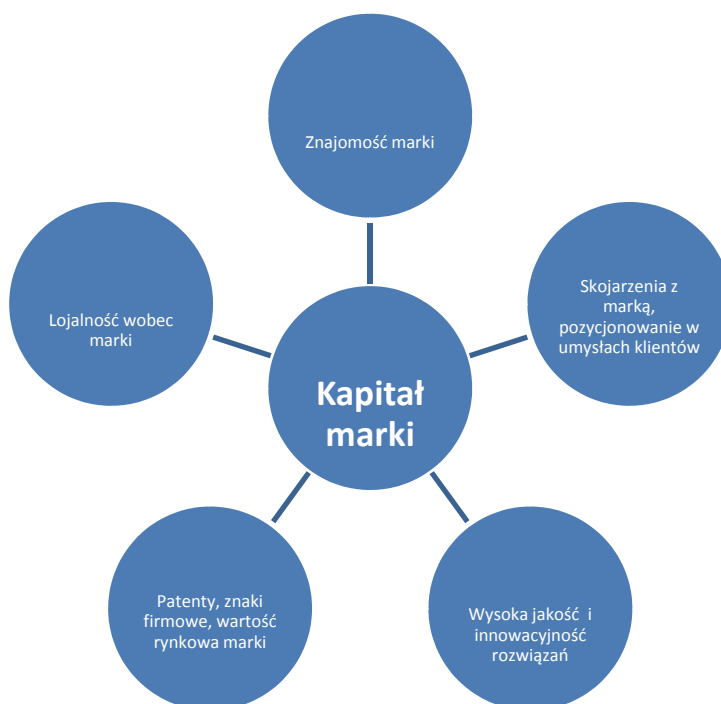 Znajomość marki
Lojalność wobec
marki
Skojarzenia z
marką,
pozycjonowanie w
umysłach klientów
Kapitał
marki
Patenty, znaki
firmowe, wartość
rynkowa marki
Wysoka jakość  i
innowacyjność
rozwiązań